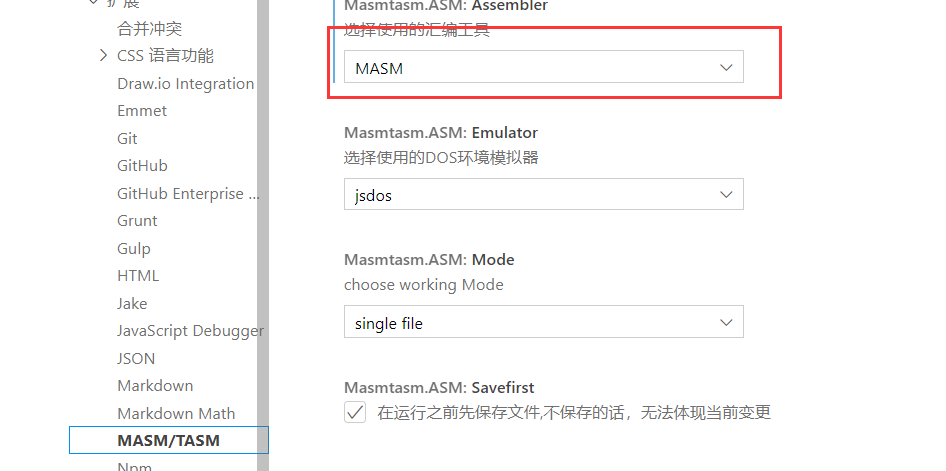 扩展
合并冲突
CSS 语言功能
Draw.io Integration
Emmet
Git
GitHub
GitHub Enterprise ...
Grunt
Gulp
HTML
Jake
JavaScript Debugger
JSON
Markdown
Markdown Math
MASM/TASM
Npm
Masmtasm.ASM: Assembler
选择使用的汇编工具
MASM
Masmtasm.ASM: Emulator
选择使用的DOS环境模拟器
jsdos
Masmtasm.ASM: Mode
choose working Mode
single file
Masmtasm.ASM: Savefirst
在运行之前先保存文件,不保存的话，无法体现当前变更